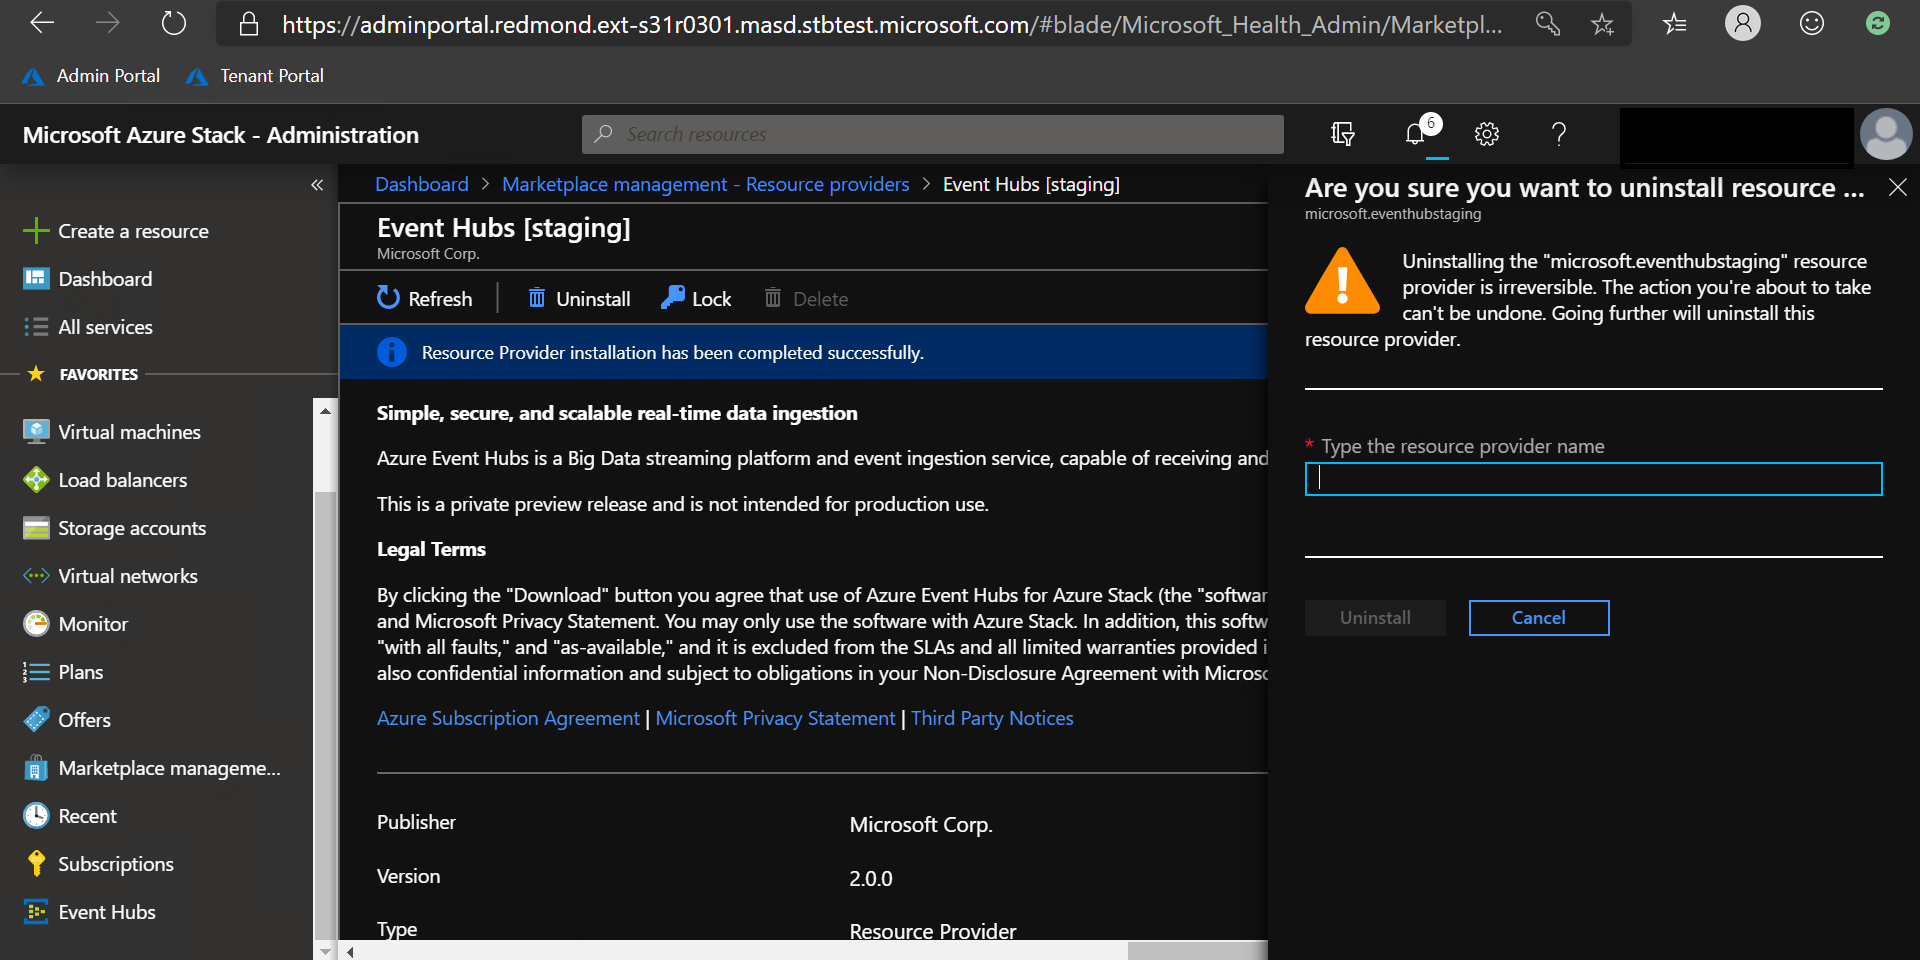 https://adminportal.redmond.ext-s31r0301.masd.stbtest.microsoft.com/#blade/Microsoft_Health_Admin/Marketpl...
Admin Portal
Tenant Portal
Microsoft Azure Stack - Administration
Search resources
6
Create a resource
Dashboard
All services
FAVORITES
Virtual machines
Load balancers
Storage accounts
Virtual networks
Monitor
Plans
Offers
Marketplace manageme...
Recent
Subscriptions
Event Hubs
Dashboard > Marketplace management - Resource providers > Event Hubs [staging]
Event Hubs [staging]
Microsoft Corp.
Refresh
Uninstall
Lock
Delete
Resource Provider installation has been completed successfully.
Simple, secure, and scalable real-time data ingestion
Azure Event Hubs is a Big Data streaming platform and event ingestion service, capable of receiving and
This is a private preview release and is not intended for production use.
Legal Terms
By clicking the "Download" button you agree that use of Azure Event Hubs for Azure Stack (the "softwar
and Microsoft Privacy Statement. You may only use the software with Azure Stack. In addition, this softw
"with all faults," and "as-available," and it is excluded from the SLAs and all limited warranties provided i
also confidential information and subject to obligations in your Non-Disclosure Agreement with Microso
Azure Subscription Agreement | Microsoft Privacy Statement | Third Party Notices
Publisher
Microsoft Corp.
Version
2.0.0
Type
Resource Provider
Are you sure you want to uninstall resource ...
microsoft.eventhubstaging
Uninstalling the "microsoft.eventhubstaging" resource
provider is irreversible. The action you're about to take
can't be undone. Going further will uninstall this
resource provider.
* Type the resource provider name
Uninstall
Cancel